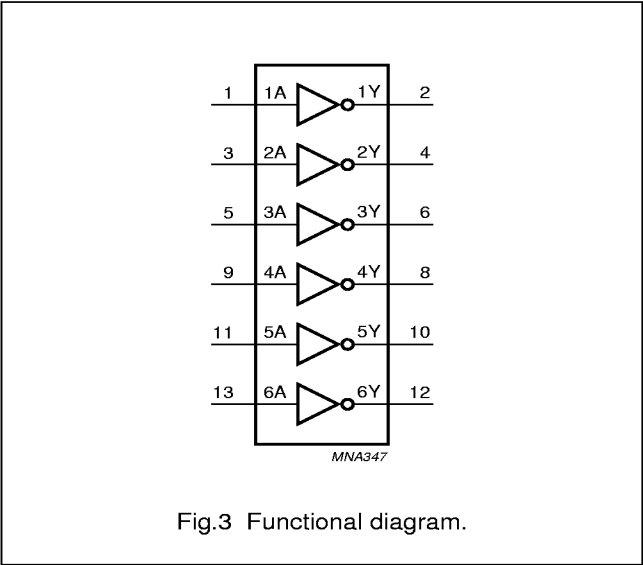 1 1A 1Y 2
3 2A 2Y 4
5 3A 3Y 6
9 4A 4Y 8
11 5A 5Y 10
13 6A 6Y 12
MNA347
Fig.3 Functional diagram.